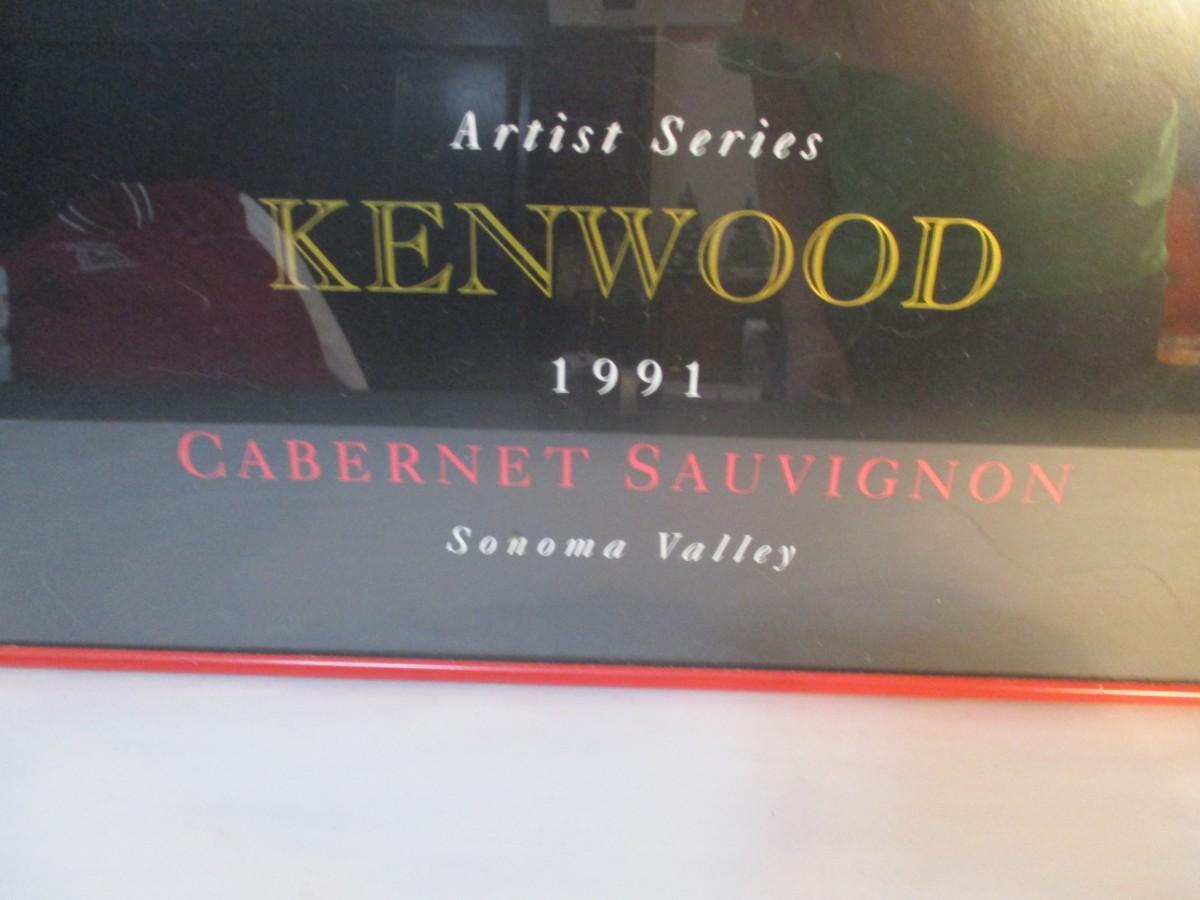 Artist Series
KENWOOD
1991
CABERNET SAUVIGNON
Sonoma Valley